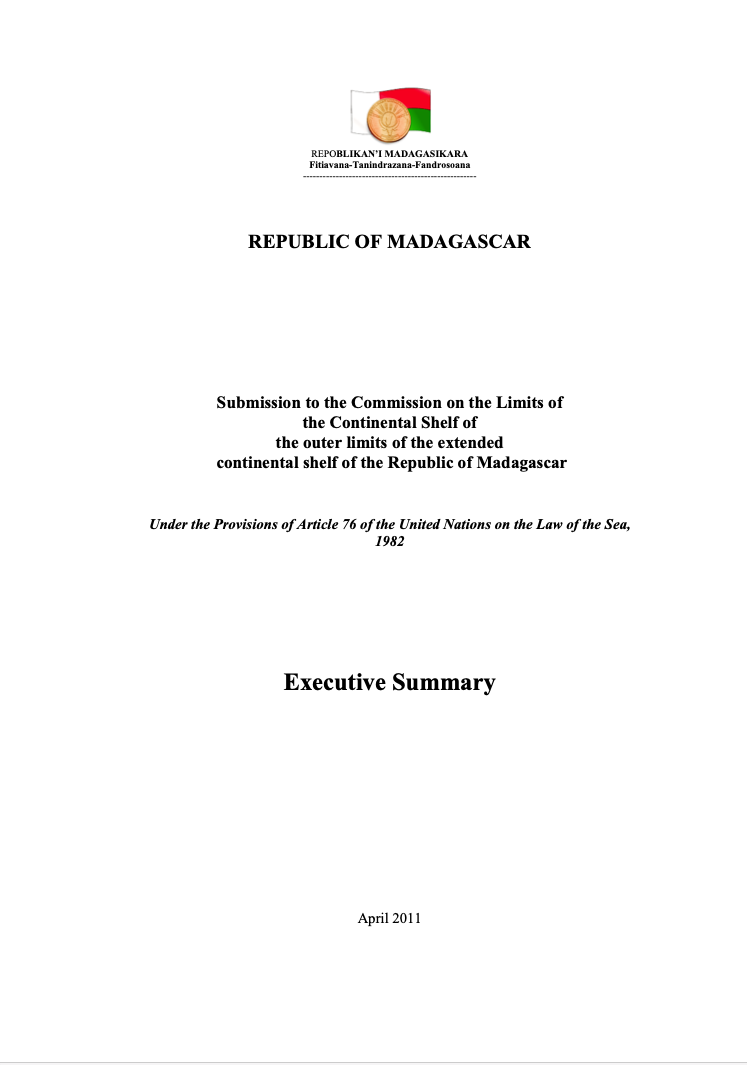 REPOBLIKAN'I MADAGASIKARA
Fitiavana-Tanindrazana-Fandrosoana
------------------------------------------------------
REPUBLIC OF MADAGASCAR
Submission to the Commission on the Limits of
the Continental Shelf of
the outer limits of the extended
continental shelf of the Republic of Madagascar
Under the Provisions of Article 76 of the United Nations on the Law of the Sea,
1982
Executive Summary
April 2011